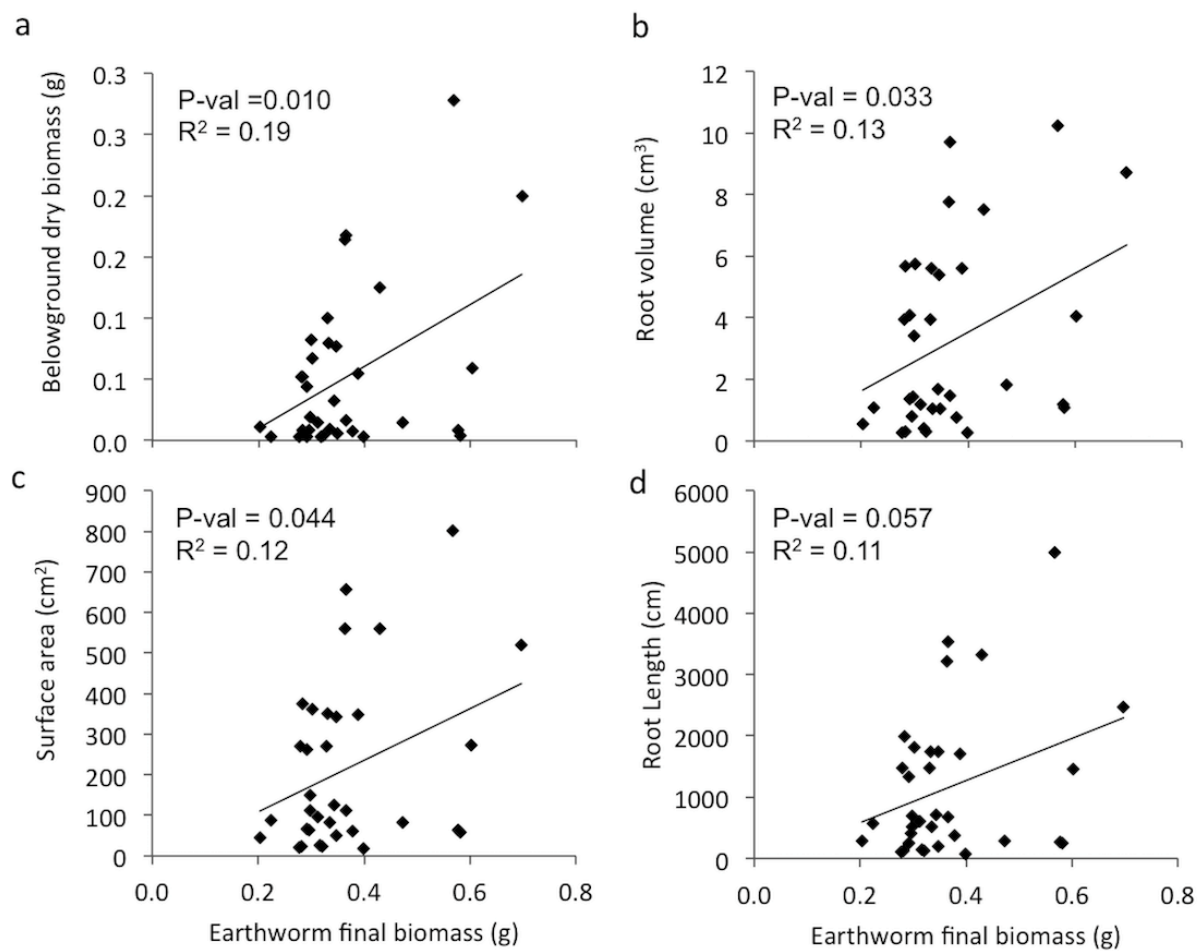 a
Belowground dry biomass (g)
P-val =0.010
R² = 0.19
0.3
0.3
0.2
0.2
0.1
0.1
0.0
b
Root volume (cm³)
P-val = 0.033
R² = 0.13
12
10
8
6
4
2
0
c
Surface area (cm²)
P-val = 0.044
R² = 0.12
900
800
700
600
500
400
300
200
100
0
0.0 0.2 0.4 0.6 0.8
Earthworm final biomass (g)
d
Root Length (cm)
P-val = 0.057
R² = 0.11
6000
5000
4000
3000
2000
1000
0
0.0 0.2 0.4 0.6 0.8
Earthworm final biomass (g)